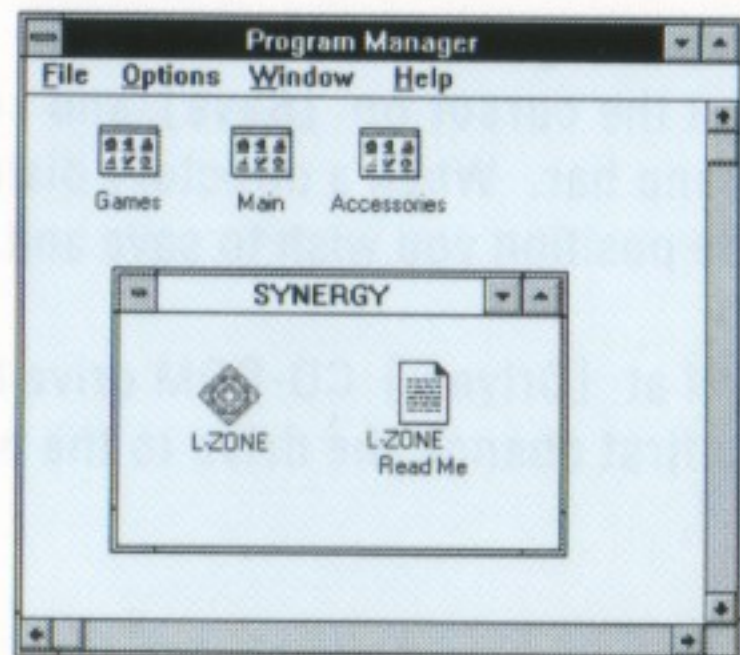 Program Manager
File Options Window Help
Games Main Accessories
SYNERGY
L-ZONE L-ZONE
Read Me